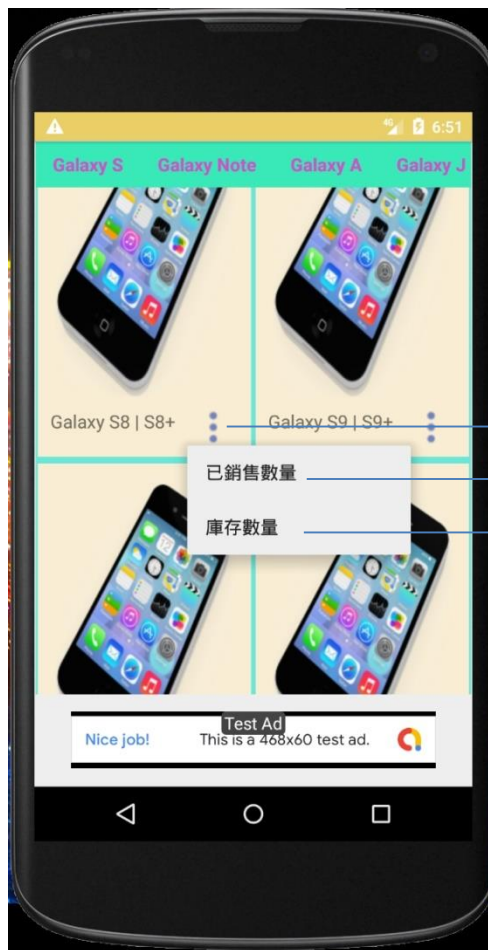 4G 6:51
Galaxy S Galaxy Note Galaxy A Galaxy J
Galaxy S8 | S8+ Galaxy S9 | S9+
已銷售數量
庫存數量
Test Ad
Nice job! This is a 468x60 test ad.